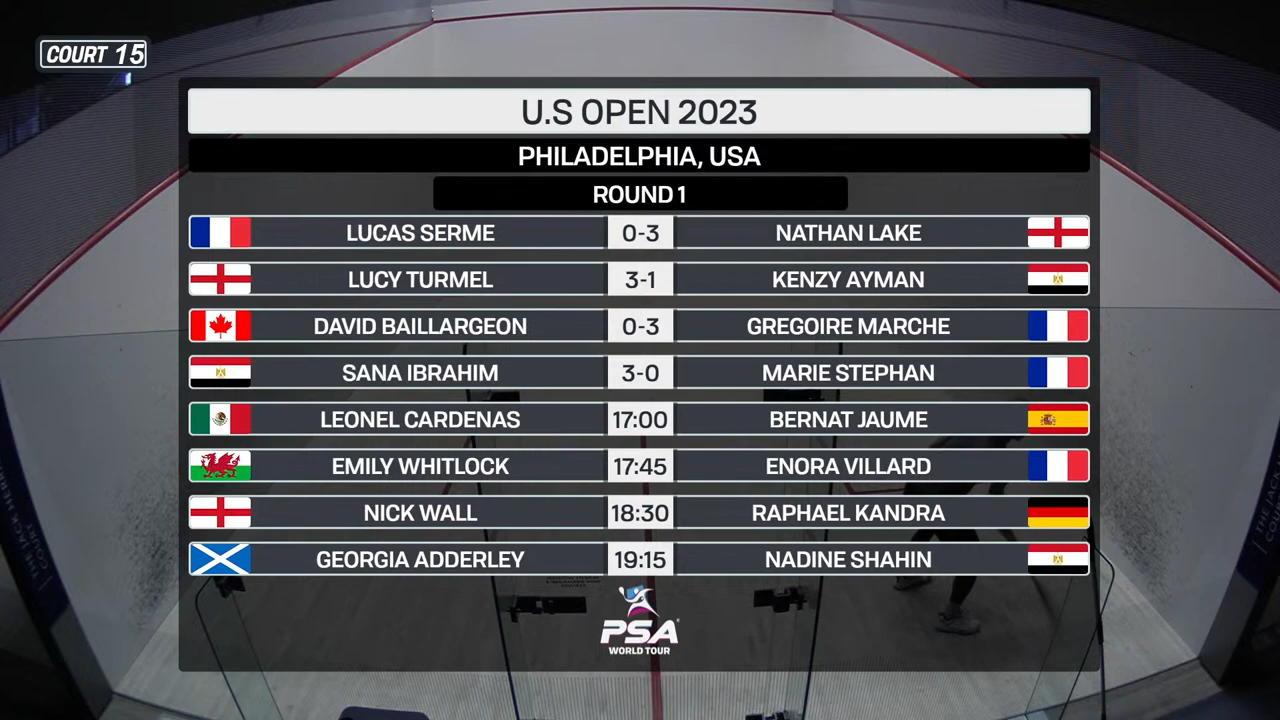 COURT 15
U.S OPEN 2023
PHILADELPHIA, USA
ROUND 1
LUCAS SERME 0-3 NATHAN LAKE
LUCY TURMEL 3-1 KENZY AYMAN
DAVID BAILLARGEON 0-3 GREGOIRE MARCHE
SANA IBRAHIM 3-0 MARIE STEPHAN
LEONEL CARDENAS 17:00 BERNAT JAUME
EMILY WHITLOCK 17:45 ENORA VILLARD
NICK WALL 18:30 RAPHAEL KANDRA
GEORGIA ADDERLEY 19:15 NADINE SHAHIN
PSA
WORLD TOUR